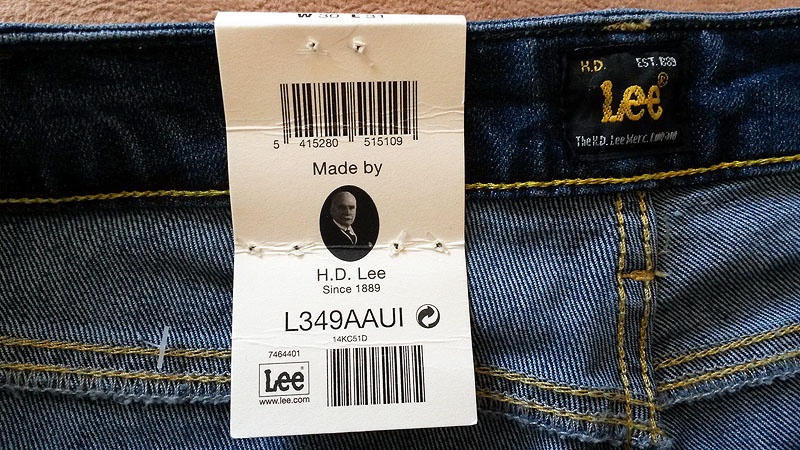 W 30 L 31
5 415280 515109
Made by
H.D. Lee
Since 1889
L349AAUI
14KC51D
7464401
Lee
www.lee.com
H.D. EST. 1889
Lee®
The H.D. Lee Merc. Company